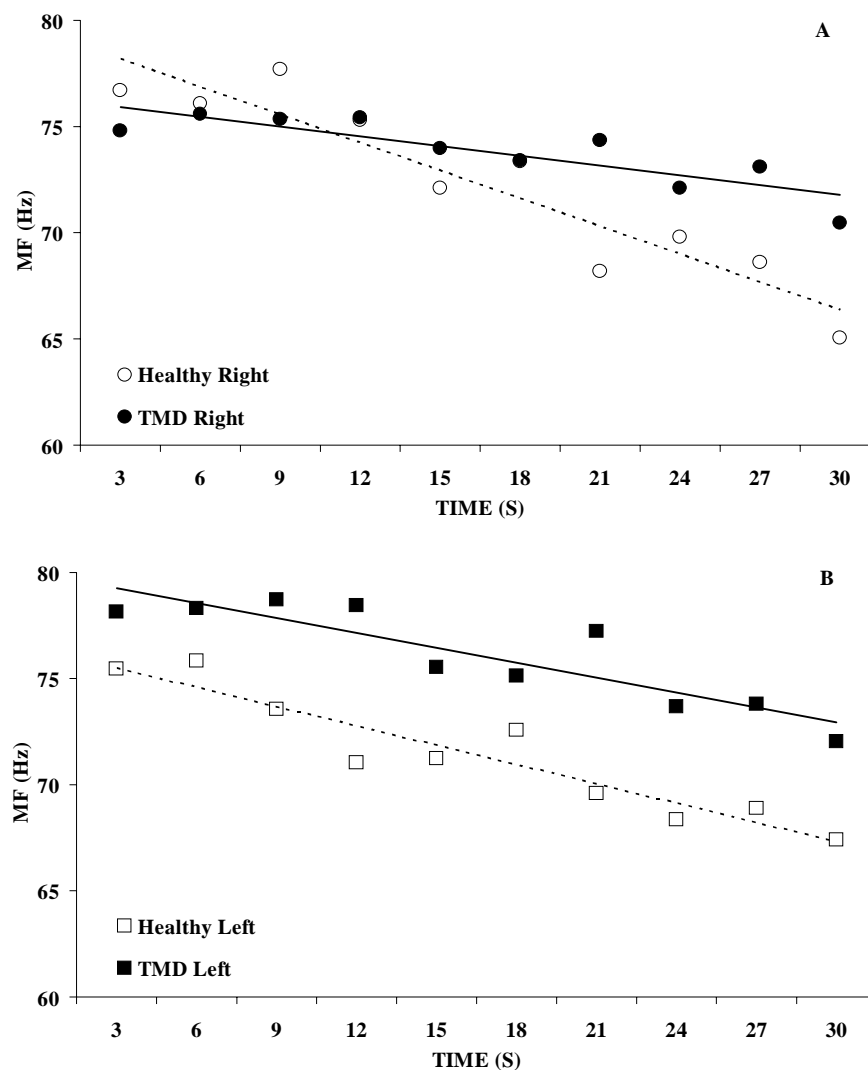 A
80
75
70
65
60
MF (Hz)
Healthy Right
TMD Right
3 6 9 12 15 18 21 24 27 30
TIME (S)
B
80
75
70
65
60
MF (Hz)
Healthy Left
TMD Left
3 6 9 12 15 18 21 24 27 30
TIME (S)